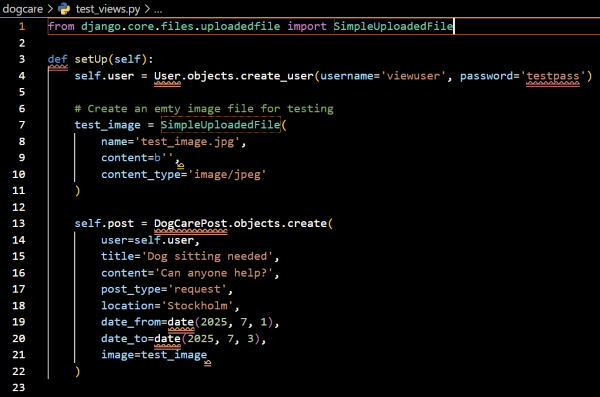 dogcare > test_views.py > ...
1 from django.core.files.uploadedfile import SimpleUploadedFile
2
3 def setUp(self):
4     self.user = User.objects.create_user(username='viewuser', password='testpass')
5
6     # Create an emty image file for testing
7     test_image = SimpleUploadedFile(
8         name='test_image.jpg',
9         content=b'',
10         content_type='image/jpeg'
11     )
12
13     self.post = DogCarePost.objects.create(
14         user=self.user,
15         title='Dog sitting needed',
16         content='Can anyone help?',
17         post_type='request',
18         location='Stockholm',
19         date_from=date(2025, 7, 1),
20         date_to=date(2025, 7, 3),
21         image=test_image
22     )
23